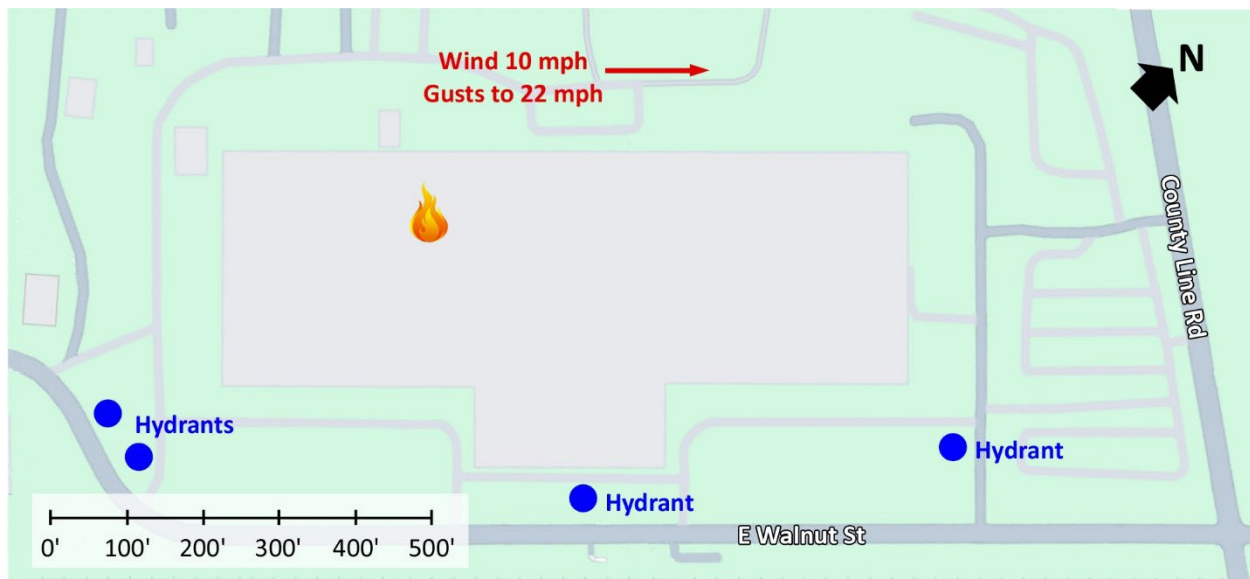 Wind 10 mph
Gusts to 22 mph
N
County Line Rd
Hydrants
Hydrant
Hydrant
E Walnut St
0' 100' 200' 300' 400' 500'